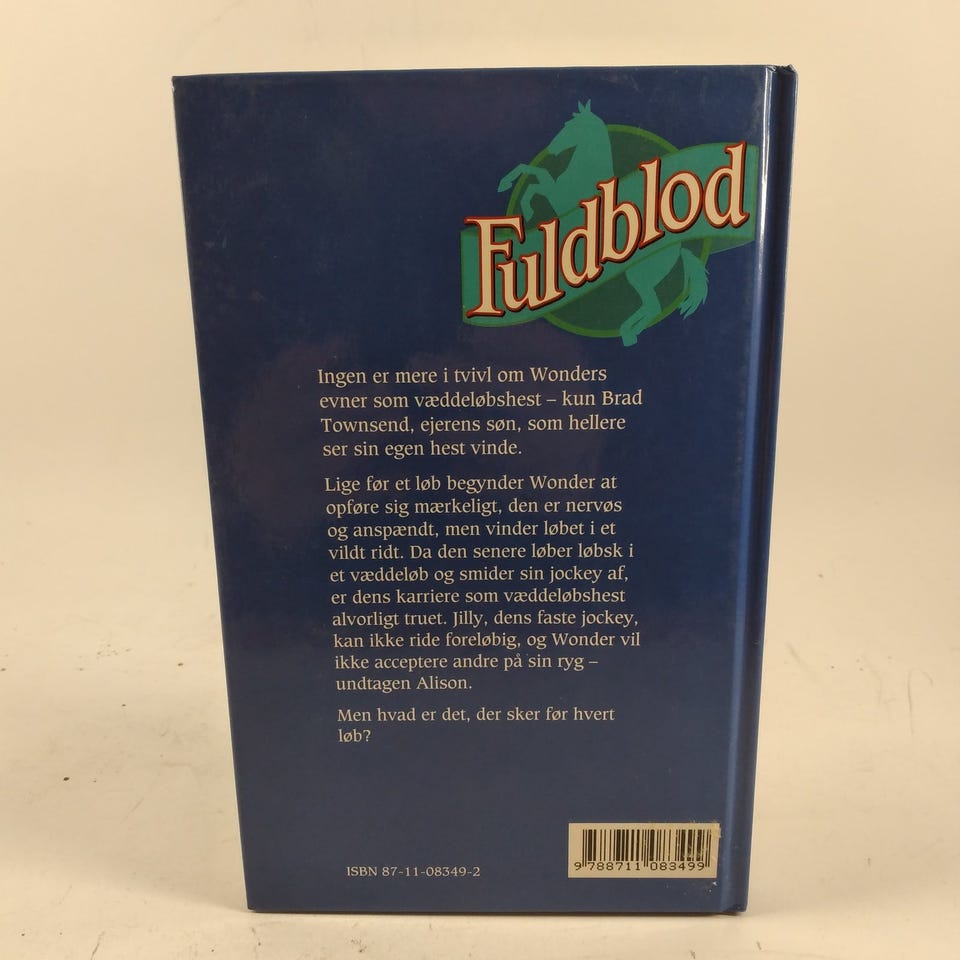 Fuldblod
Ingen er mere i tvivl om Wonders
evner som væddeløbshest – kun Brad
Townsend, ejerens søn, som hellere
ser sin egen hest vinde.
Lige før et løb begynder Wonder at
opføre sig mærkeligt, den er nervøs
og anspændt, men vinder løbet i et
vildt ridt. Da den senere løber løbsk i
et væddeløb og smider sin jockey af,
er dens karriere som væddeløbshest
alvorligt truet. Jilly, dens faste jockey,
kan ikke ride foreløbig, og Wonder vil
ikke acceptere andre på sin ryg –
undtagen Alison.
Men hvad er det, der sker før hvert
løb?
ISBN 87-11-08349-2
9 788711 083499